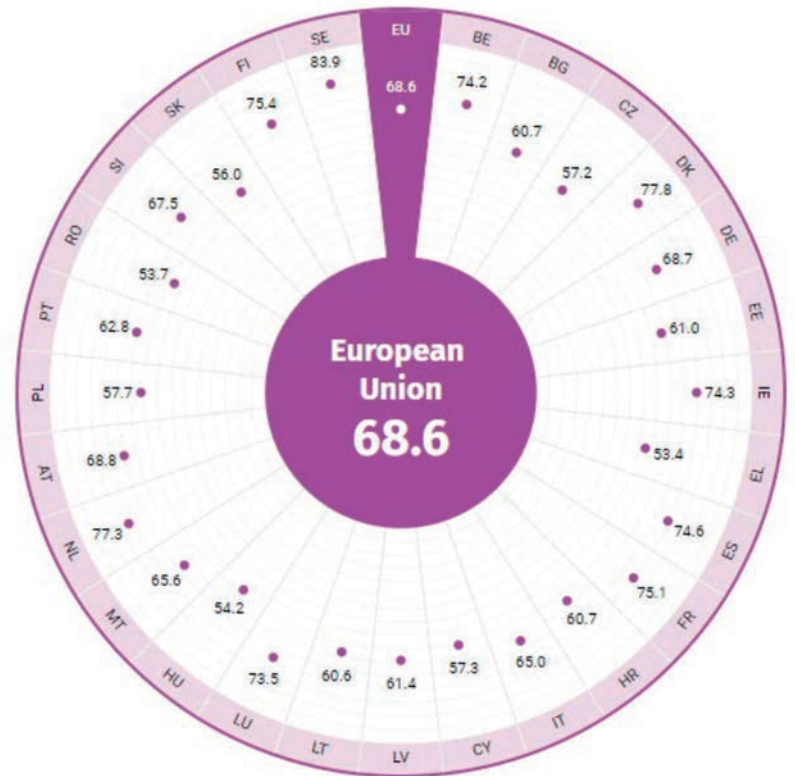 EU
68.6
BE
74.2
BG
60.7
CZ
57.2
DK
77.8
DE
68.7
EE
61.0
IE
74.3
EL
53.4
ES
74.6
FR
75.1
HR
60.7
IT
65.0
CY
57.3
LV
61.4
LT
60.6
LU
73.5
HU
54.2
MT
65.6
NL
77.3
AT
68.8
PL
57.7
PT
62.8
RO
53.7
SI
67.5
SK
56.0
FI
75.4
SE
83.9
European
Union
68.6